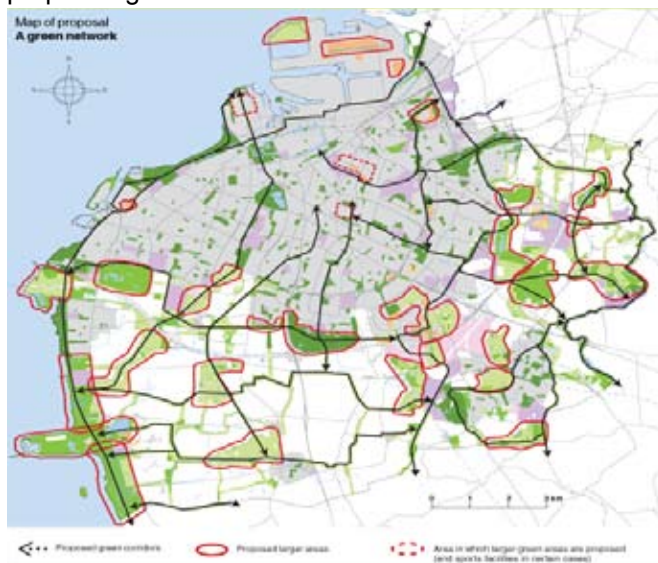 Map of proposal
A green network
0 1 2 3 km
Proposed green corridors
Proposed larger areas
Area in which larger green areas are proposed
(and sports facilities in certain cases)